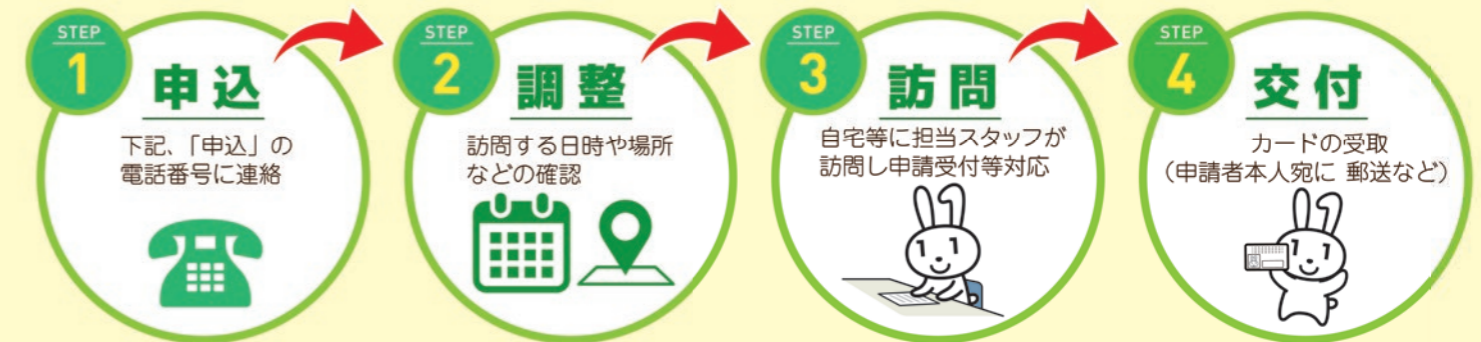 STEP
1
申込
下記、「申込」の
電話番号に連絡
STEP
2
調整
訪問する日時や場所
などの確認
STEP
3
訪問
自宅等に担当スタッフが
訪問し申請受付等対応
STEP
4
交付
カードの受取
（申請者本人宛に 郵送など）